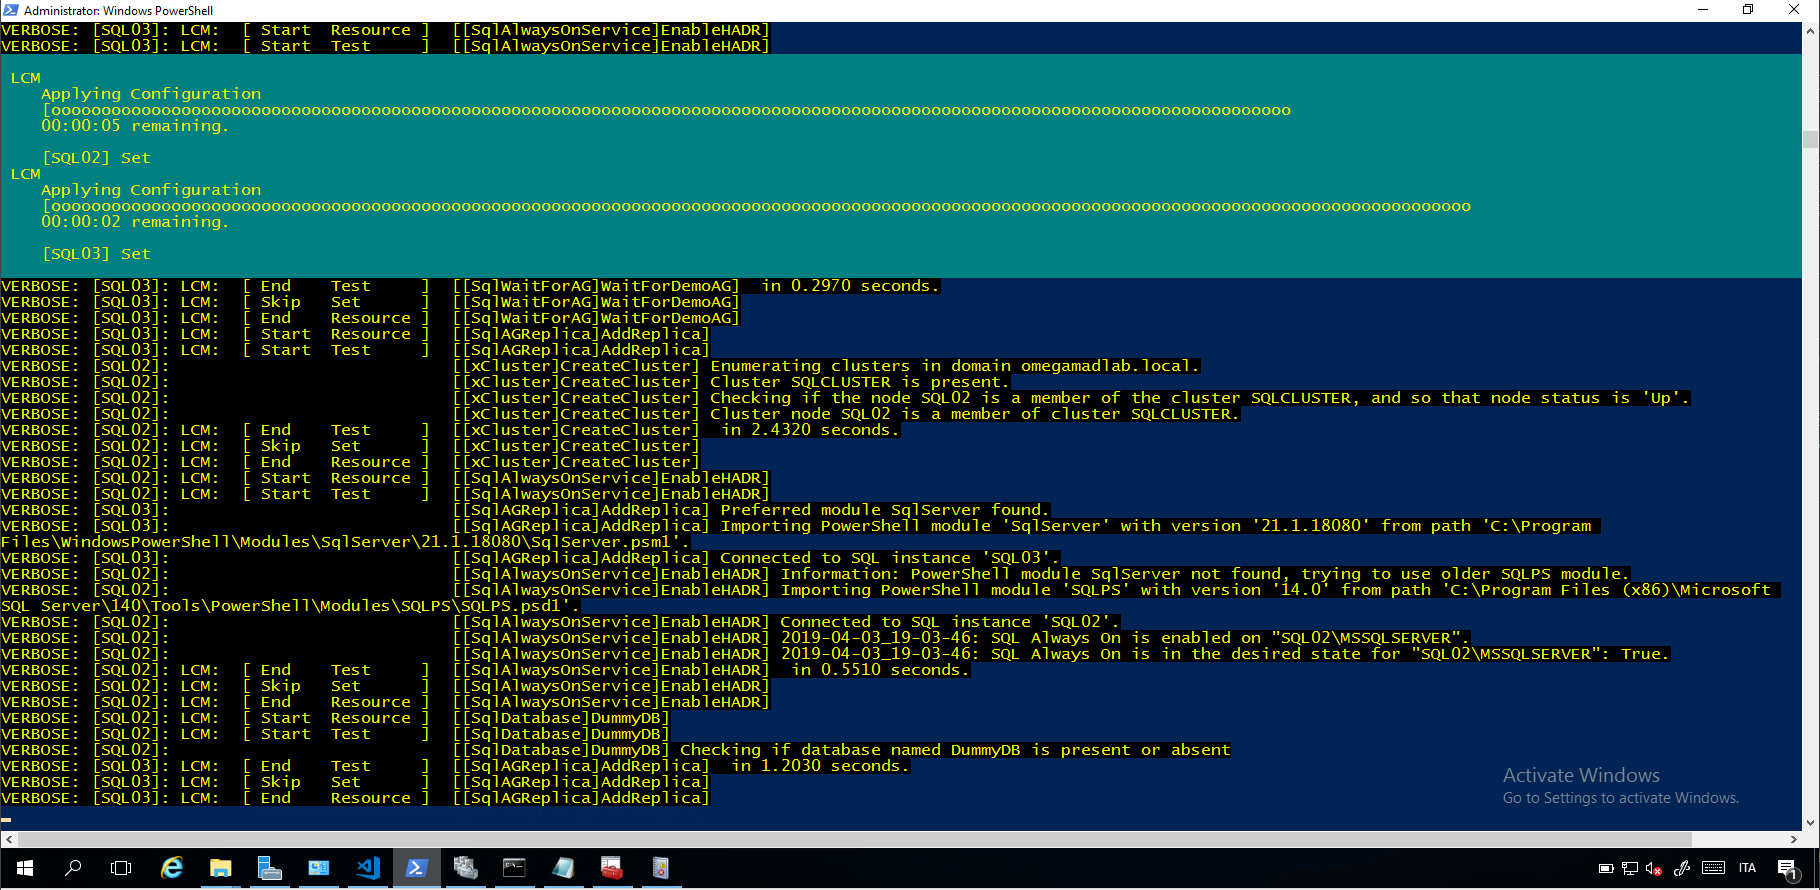 Administrator: Windows PowerShell
VERBOSE: [SQL03]: LCM:  [ Start  Resource ]  [[SqlAlwaysOnService]EnableHADR]
VERBOSE: [SQL03]: LCM:  [ Start  Test     ]  [[SqlAlwaysOnService]EnableHADR]
LCM
Applying Configuration
[oooooooooooooooooooooooooooooooooooooooooooooooooooooooooooooooooooooooooooooooooooooooooooooooooooooooooooooooooooooooooooo
00:00:05 remaining.
[SQL02] Set
LCM
Applying Configuration
[oooooooooooooooooooooooooooooooooooooooooooooooooooooooooooooooooooooooooooooooooooooooooooooooooooooooooooooooooooooooooooooooooooooooooooooo
00:00:02 remaining.
[SQL03] Set
VERBOSE: [SQL03]: LCM:  [ End    Test     ]  [[SqlWaitForAG]WaitForDemoAG]  in 0.2970 seconds.
VERBOSE: [SQL03]: LCM:  [ Skip   Set      ]  [[SqlWaitForAG]WaitForDemoAG]
VERBOSE: [SQL03]: LCM:  [ End    Resource ]  [[SqlWaitForAG]WaitForDemoAG]
VERBOSE: [SQL03]: LCM:  [ Start  Resource ]  [[SqlAGReplica]AddReplica]
VERBOSE: [SQL03]: LCM:  [ Start  Test     ]  [[SqlAGReplica]AddReplica]
VERBOSE: [SQL02]:                            [[xCluster]CreateCluster] Enumerating clusters in domain omegamadlab.local.
VERBOSE: [SQL02]:                            [[xCluster]CreateCluster] Cluster SQLCLUSTER is present.
VERBOSE: [SQL02]:                            [[xCluster]CreateCluster] Checking if the node SQL02 is a member of the cluster SQLCLUSTER, and so that node status is 'Up'.
VERBOSE: [SQL02]:                            [[xCluster]CreateCluster] Cluster node SQL02 is a member of cluster SQLCLUSTER.
VERBOSE: [SQL02]: LCM:  [ End    Test     ]  [[xCluster]CreateCluster]  in 2.4320 seconds.
VERBOSE: [SQL02]: LCM:  [ Skip   Set      ]  [[xCluster]CreateCluster]
VERBOSE: [SQL02]: LCM:  [ End    Resource ]  [[xCluster]CreateCluster]
VERBOSE: [SQL02]: LCM:  [ Start  Resource ]  [[SqlAlwaysOnService]EnableHADR]
VERBOSE: [SQL02]: LCM:  [ Start  Test     ]  [[SqlAlwaysOnService]EnableHADR]
VERBOSE: [SQL03]:                            [[SqlAGReplica]AddReplica] Preferred module SqlServer found.
VERBOSE: [SQL03]:                            [[SqlAGReplica]AddReplica] Importing PowerShell module 'SqlServer' with version '21.1.18080' from path 'C:\Program
Files\WindowsPowerShell\Modules\SqlServer\21.1.18080\SqlServer.psm1'.
VERBOSE: [SQL03]:                            [[SqlAGReplica]AddReplica] Connected to SQL instance 'SQL03'.
VERBOSE: [SQL02]:                            [[SqlAlwaysOnService]EnableHADR] Information: PowerShell module SqlServer not found, trying to use older SQLPS module.
VERBOSE: [SQL02]:                            [[SqlAlwaysOnService]EnableHADR] Importing PowerShell module 'SQLPS' with version '14.0' from path 'C:\Program Files (x86)\Microsoft
SQL Server\140\Tools\PowerShell\Modules\SQLPS\SQLPS.psd1'.
VERBOSE: [SQL02]:                            [[SqlAlwaysOnService]EnableHADR] Connected to SQL instance 'SQL02'.
VERBOSE: [SQL02]:                            [[SqlAlwaysOnService]EnableHADR] 2019-04-03_19-03-46: SQL Always On is enabled on "SQL02\MSSQLSERVER".
VERBOSE: [SQL02]:                            [[SqlAlwaysOnService]EnableHADR] 2019-04-03_19-03-46: SQL Always On is in the desired state for "SQL02\MSSQLSERVER": True.
VERBOSE: [SQL02]: LCM:  [ End    Test     ]  [[SqlAlwaysOnService]EnableHADR]  in 0.5510 seconds.
VERBOSE: [SQL02]: LCM:  [ Skip   Set      ]  [[SqlAlwaysOnService]EnableHADR]
VERBOSE: [SQL02]: LCM:  [ End    Resource ]  [[SqlAlwaysOnService]EnableHADR]
VERBOSE: [SQL02]: LCM:  [ Start  Resource ]  [[SqlDatabase]DummyDB]
VERBOSE: [SQL02]: LCM:  [ Start  Test     ]  [[SqlDatabase]DummyDB]
VERBOSE: [SQL02]:                            [[SqlDatabase]DummyDB] Checking if database named DummyDB is present or absent
VERBOSE: [SQL03]: LCM:  [ End    Test     ]  [[SqlAGReplica]AddReplica]  in 1.2030 seconds.
VERBOSE: [SQL03]: LCM:  [ Skip   Set      ]  [[SqlAGReplica]AddReplica]
VERBOSE: [SQL03]: LCM:  [ End    Resource ]  [[SqlAGReplica]AddReplica]
Activate Windows
Go to Settings to activate Windows.
ITA
1